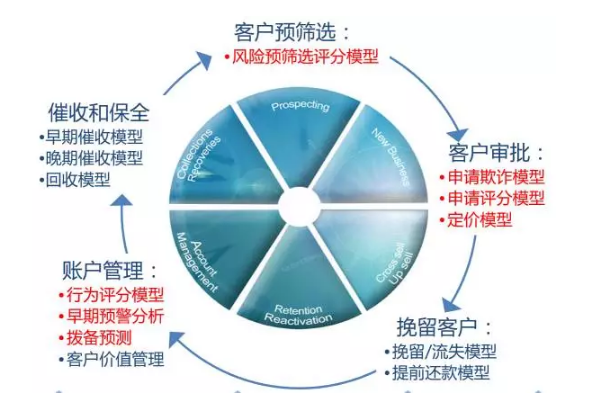 客户预筛选：
•风险预筛选评分模型
催收和保全
•早期催收模型
•晚期催收模型
•回收模型
客户审批：
•申请欺诈模型
•申请评分模型
•定价模型
账户管理：
•行为评分模型
•早期预警分析
•拨备预测
•客户价值管理
挽留客户：
•挽留/流失模型
•提前还款模型
Prospecting
New Business
Cross sell
Up sell
Retention
Reactivation
Account
Management
Collections
Recoveries